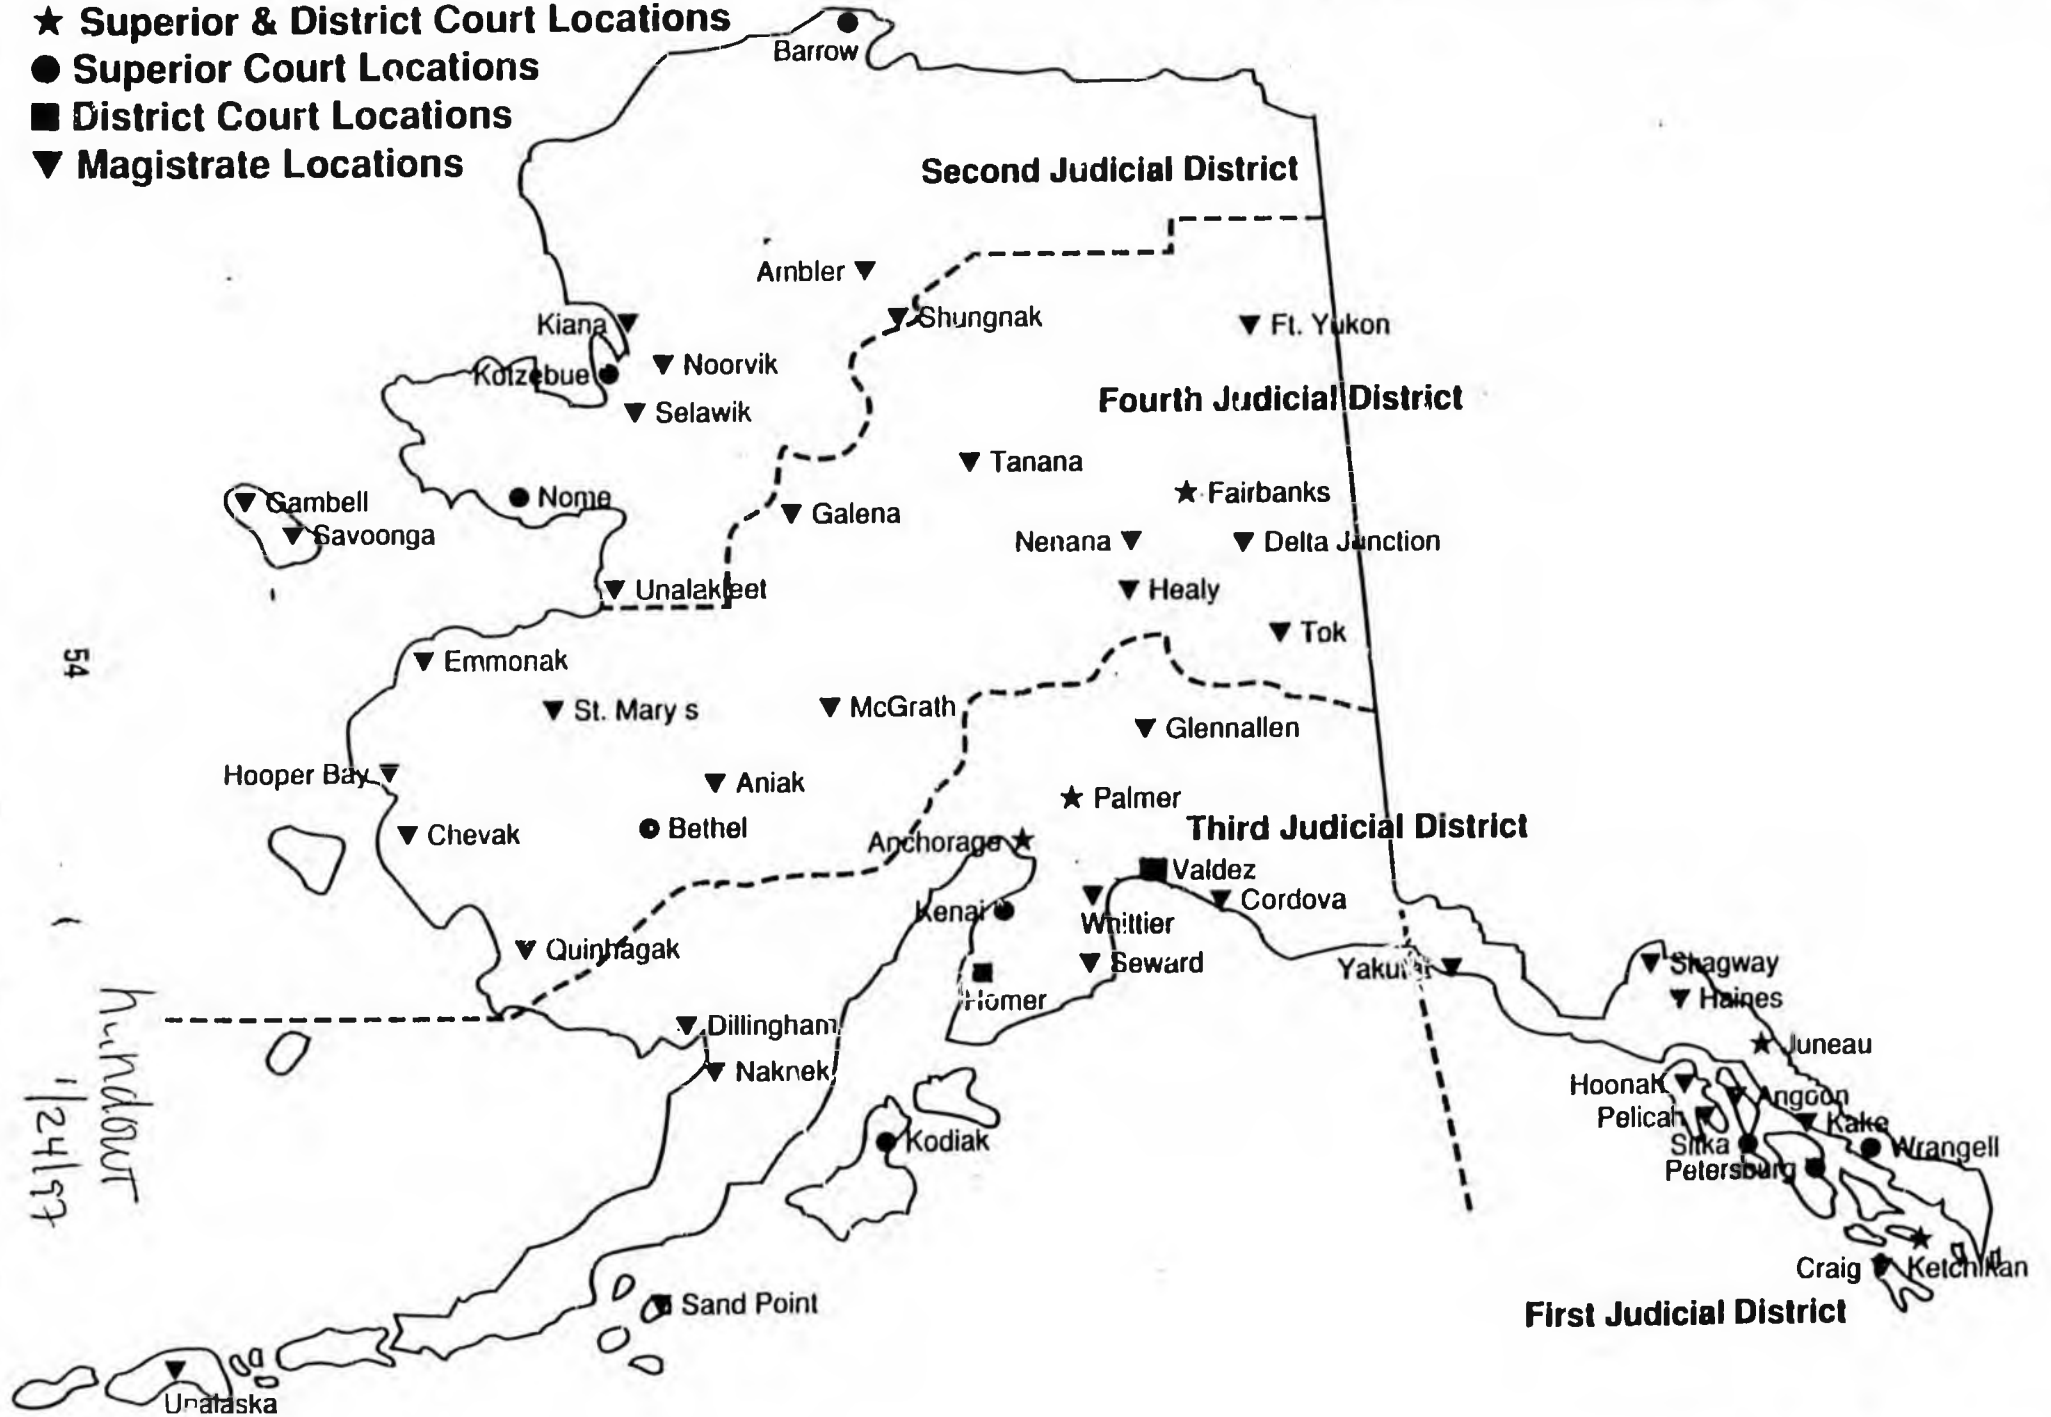 ★ Superior & District Court Locations
● Superior Court Locations
■ District Court Locations
▼ Magistrate Locations
Barrow
Second Judicial District
Ambler
Shungnak
Kiana
Ft. Yukon
Noorvik
Kotzebue
Fourth Judicial District
Selawik
Tanana
Fairbanks
Nome
Gambell
Galena
Savoonga
Nenana
Delta Junction
Unalakleet
Healy
Tok
54
Emmonak
St. Mary s
McGrath
Glennallen
Hooper Bay
Aniak
Palmer
Chevak
Bethel
Third Judicial District
Anchorage
Valdez
Cordova
Kenai
Whittier
Quinhagak
Seward
Yakutat
Skagway
Homer
Haines
Dillingham
Juneau
Naknek
Hoonah
Angoon
Pelican
Kake
Kodiak
Sitka
Wrangell
Petersburg
handout
1/24/97
Craig
Ketchikan
Sand Point
First Judicial District
Unalaska